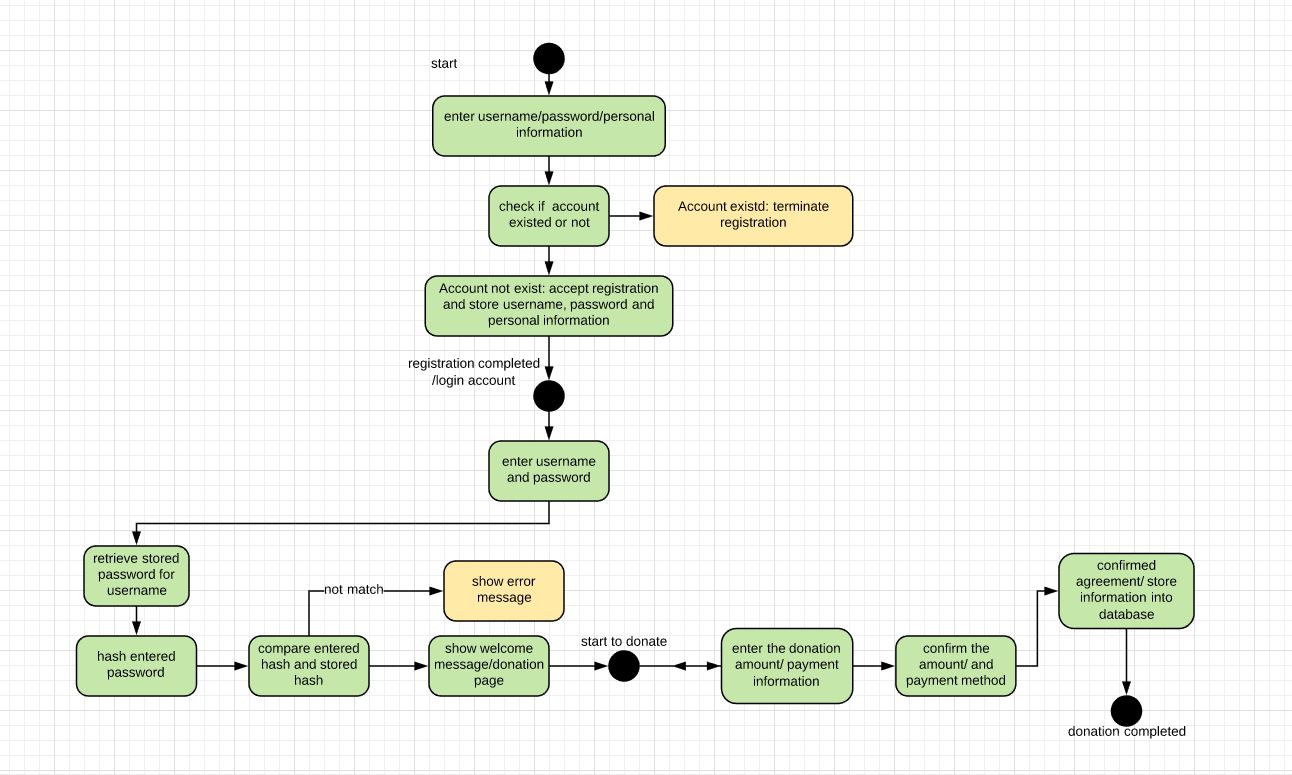 start
enter username/password/personal
information
check if account
existed or not
Account existd: terminate
registration
Account not exist: accept registration
and store username, password and
personal information
registration completed
/login account
enter username
and password
retrieve stored
password for
username
not match
show error
message
confirmed
agreement/ store
information into
database
hash entered
password
compare entered
hash and stored
hash
show welcome
message/donation
page
start to donate
enter the donation
amount/ payment
information
confirm the
amount/ and
payment method
donation completed